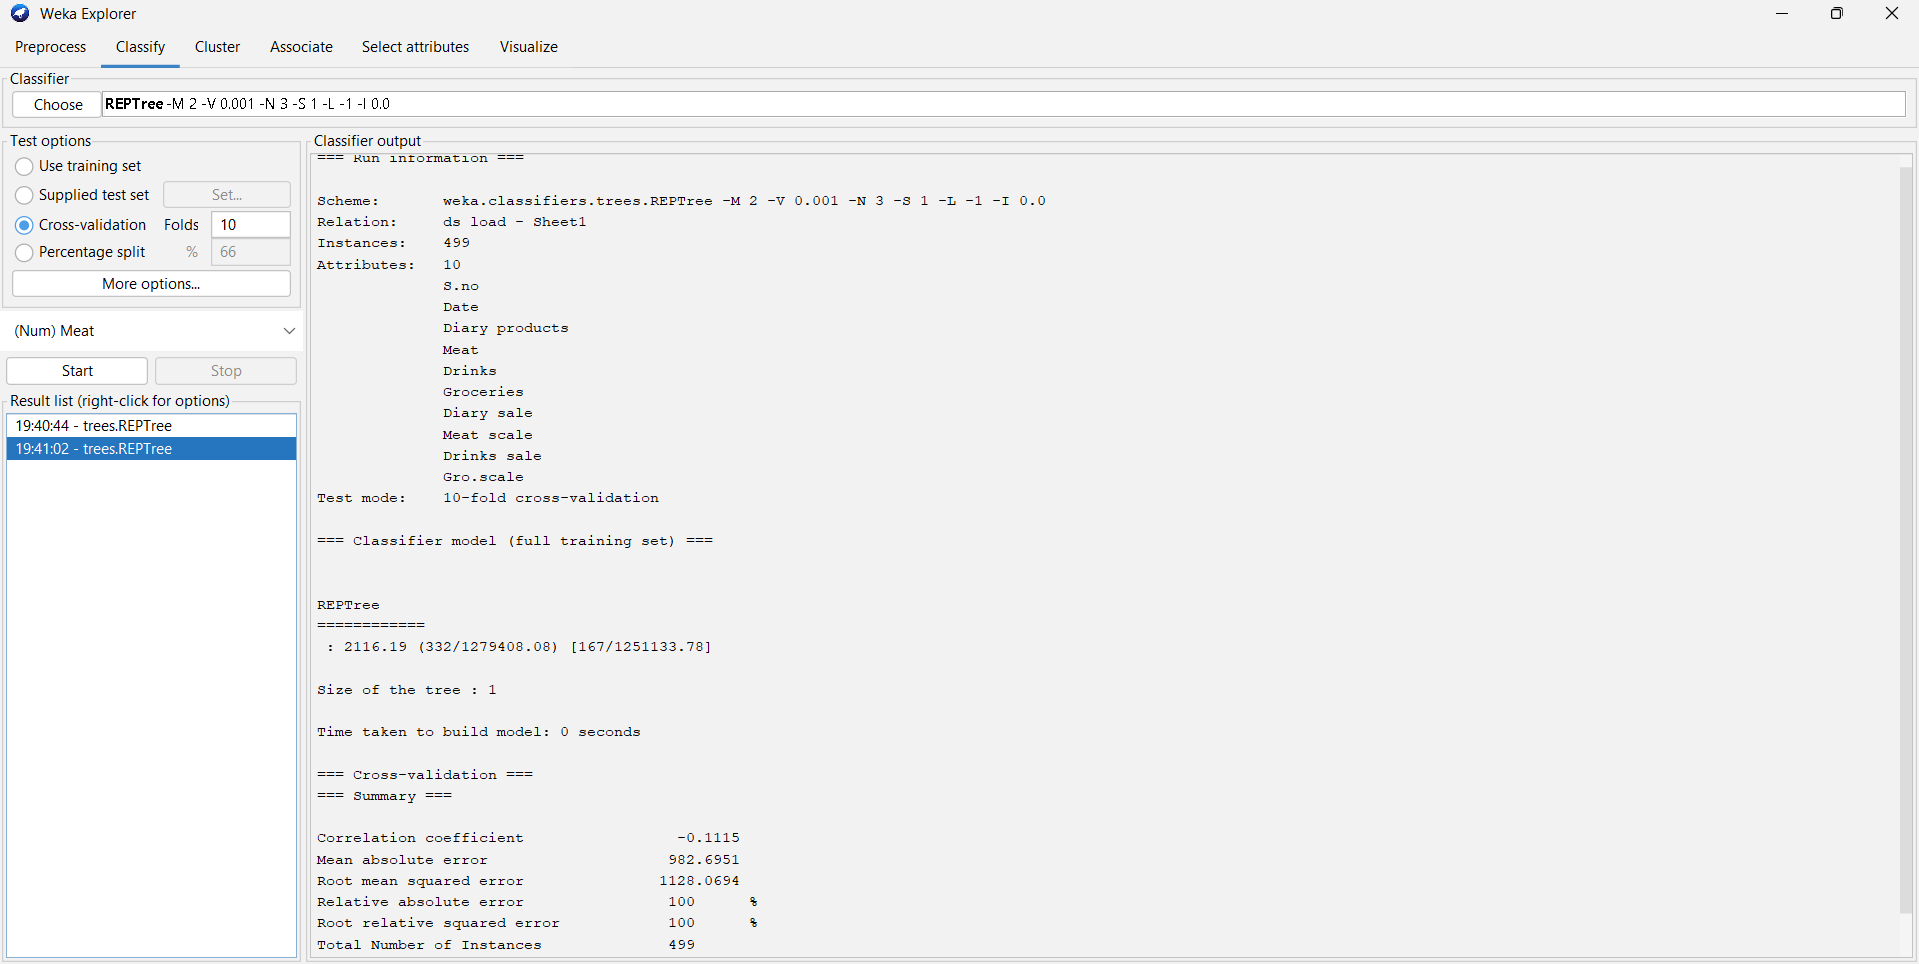 Weka Explorer
Preprocess Classify Cluster Associate Select attributes Visualize
Classifier
Choose REPTree -M 2 -V 0.001 -N 3 -S 1 -L -1 -I 0.0
Test options
Use training set
Supplied test set Set...
Cross-validation Folds 10
Percentage split % 66
More options...
(Num) Meat
Start Stop
Result list (right-click for options)
19:40:44 - trees.REPTree
19:41:02 - trees.REPTree
Classifier output
=== Run information ===
Scheme: weka.classifiers.trees.REPTree -M 2 -V 0.001 -N 3 -S 1 -L -1 -I 0.0
Relation: ds load - Sheet1
Instances: 499
Attributes: 10
S.no
Date
Diary products
Meat
Drinks
Groceries
Diary sale
Meat scale
Drinks sale
Gro.scale
Test mode: 10-fold cross-validation
=== Classifier model (full training set) ===
REPTree
============
: 2116.19 (332/1279408.08) [167/1251133.78]
Size of the tree : 1
Time taken to build model: 0 seconds
=== Cross-validation ===
=== Summary ===
Correlation coefficient -0.1115
Mean absolute error 982.6951
Root mean squared error 1128.0694
Relative absolute error 100 %
Root relative squared error 100 %
Total Number of Instances 499